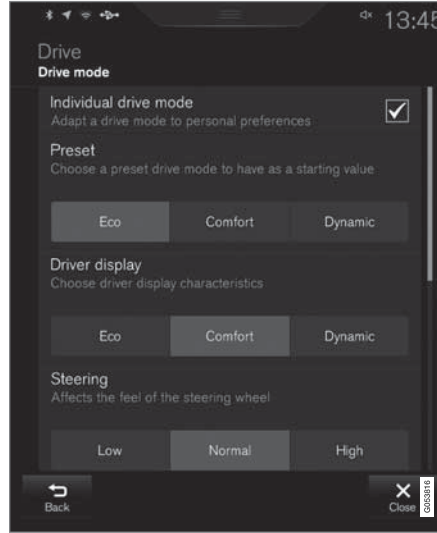 13:45
Drive
Drive mode
Individual drive mode
Adapt a drive mode to personal preferences
Preset
Choose a preset drive mode to have as a starting value
Eco Comfort Dynamic
Driver display
Choose driver display characteristics
Eco Comfort Dynamic
Steering
Affects the feel of the steering wheel
Low Normal High
Back Close
G053816